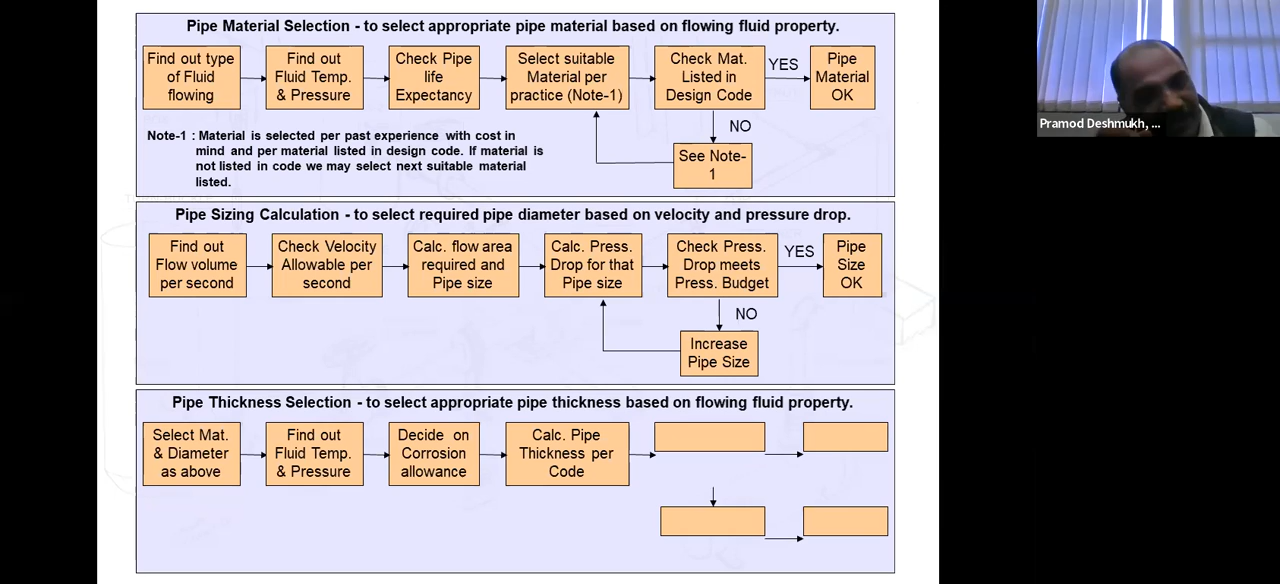 Pipe Material Selection - to select appropriate pipe material based on flowing fluid property.
Find out type
of Fluid
flowing
Find out
Fluid Temp.
& Pressure
Check Pipe
life
Expectancy
Select suitable
Material per
practice (Note-1)
Check Mat.
Listed in
Design Code
YES
Pipe
Material
OK
NO
See Note-
1
Note-1 : Material is selected per past experience with cost in
mind and per material listed in design code. If material is
not listed in code we may select next suitable material
listed.
Pipe Sizing Calculation - to select required pipe diameter based on velocity and pressure drop.
Find out
Flow volume
per second
Check Velocity
Allowable per
second
Calc. flow area
required and
Pipe size
Calc. Press.
Drop for that
Pipe size
Check Press.
Drop meets
Press. Budget
YES
Pipe
Size
OK
NO
Increase
Pipe Size
Pipe Thickness Selection - to select appropriate pipe thickness based on flowing fluid property.
Select Mat.
& Diameter
as above
Find out
Fluid Temp.
& Pressure
Decide on
Corrosion
allowance
Calc. Pipe
Thickness per
Code
Pramod Deshmukh, ...